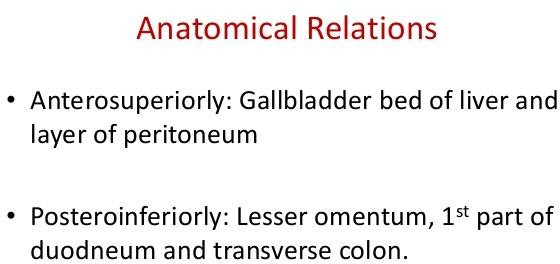 Anatomical Relations
• Anterosuperiorly: Gallbladder bed of liver and
layer of peritoneum
• Posteroinferiorly: Lesser omentum, 1st part of
duodneum and transverse colon.